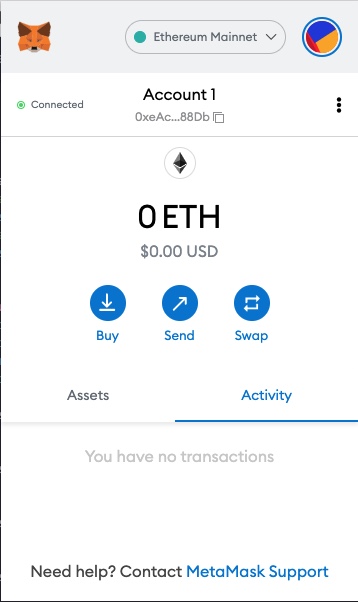 Ethereum Mainnet
Connected
Account 1
0xeAc...88Db
0 ETH
$0.00 USD
Buy Send Swap
Assets Activity
You have no transactions
Need help? Contact MetaMask Support